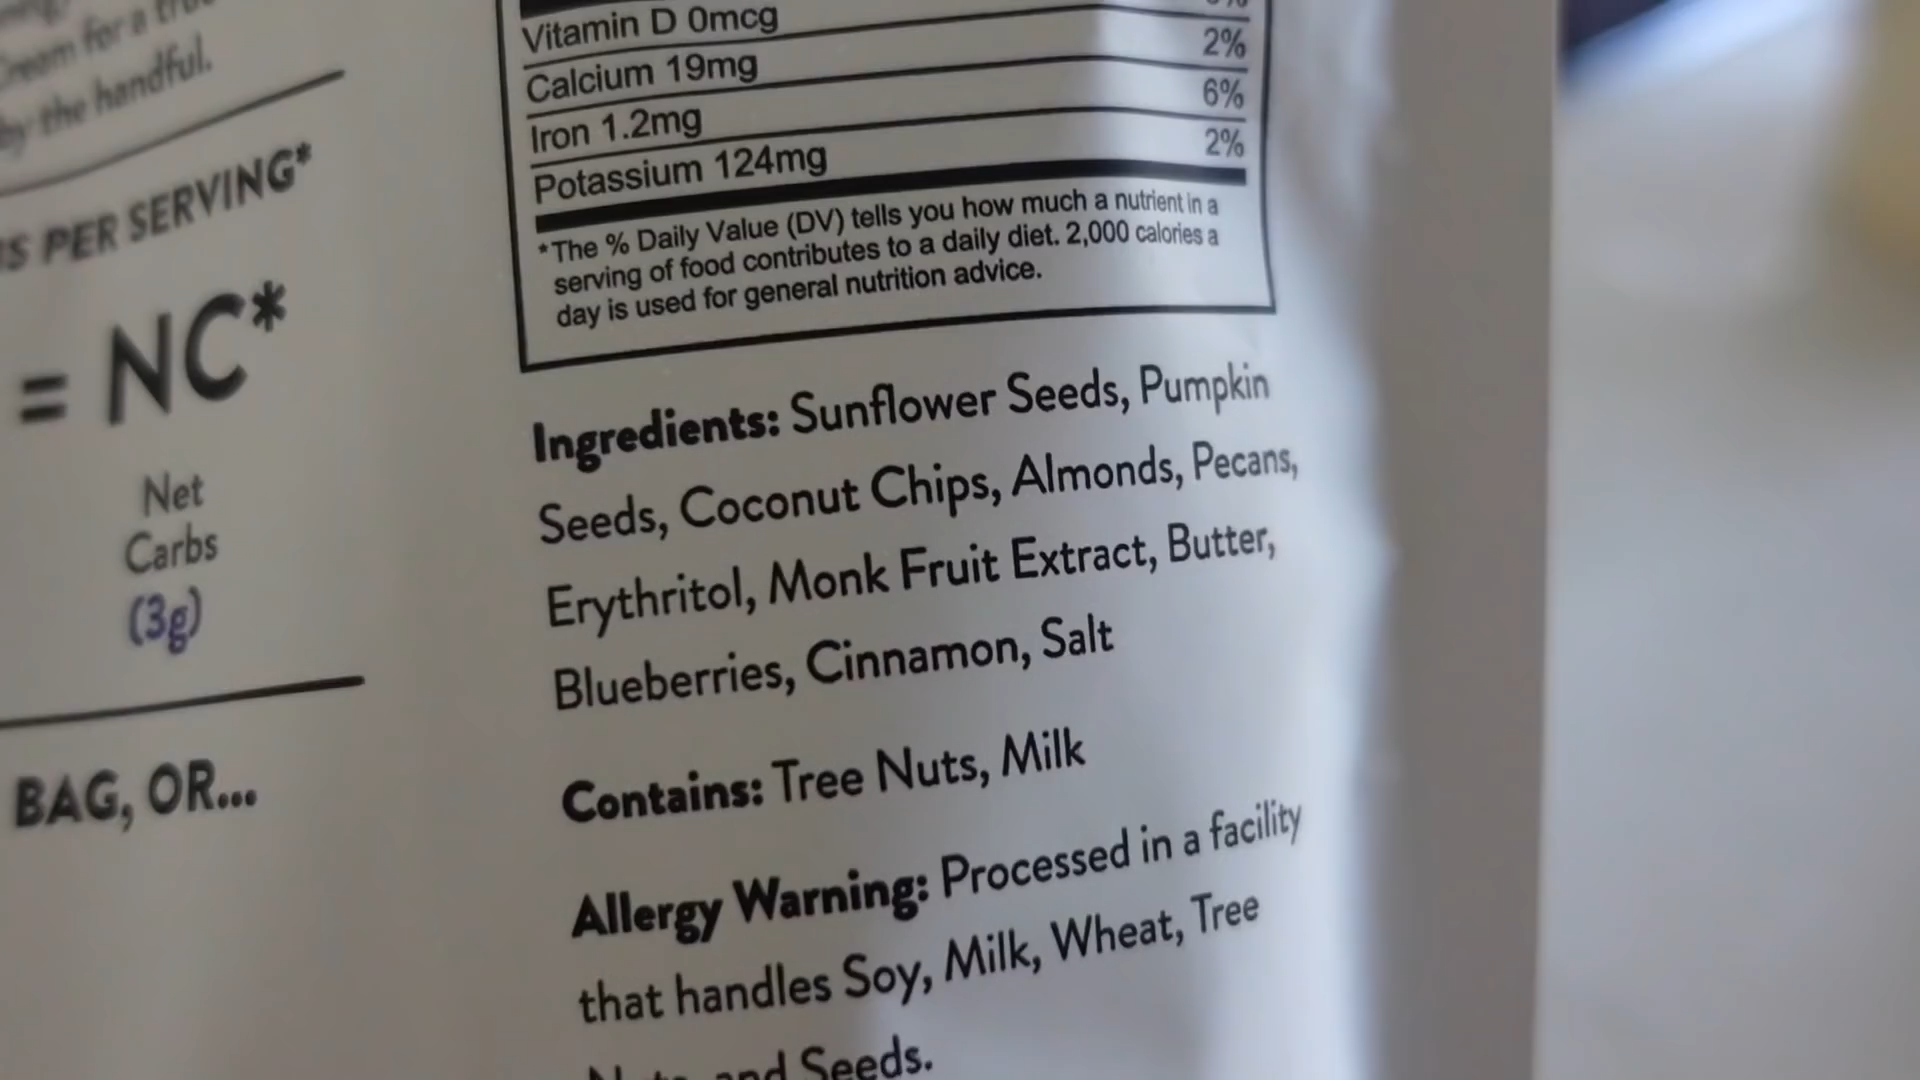 for a
by the handful.
PER SERVING*
= NC*
Net
Carbs
(3g)
BAG, OR...
Vitamin D 0mcg
Calcium 19mg 2%
Iron 1.2mg 6%
Potassium 124mg 2%
*The % Daily Value (DV) tells you how much a nutrient in a
serving of food contributes to a daily diet. 2,000 calories a
day is used for general nutrition advice.
Ingredients: Sunflower Seeds, Pumpkin
Seeds, Coconut Chips, Almonds, Pecans,
Erythritol, Monk Fruit Extract, Butter,
Blueberries, Cinnamon, Salt
Contains: Tree Nuts, Milk
Allergy Warning: Processed in a facility
that handles Soy, Milk, Wheat, Tree
and Seeds.